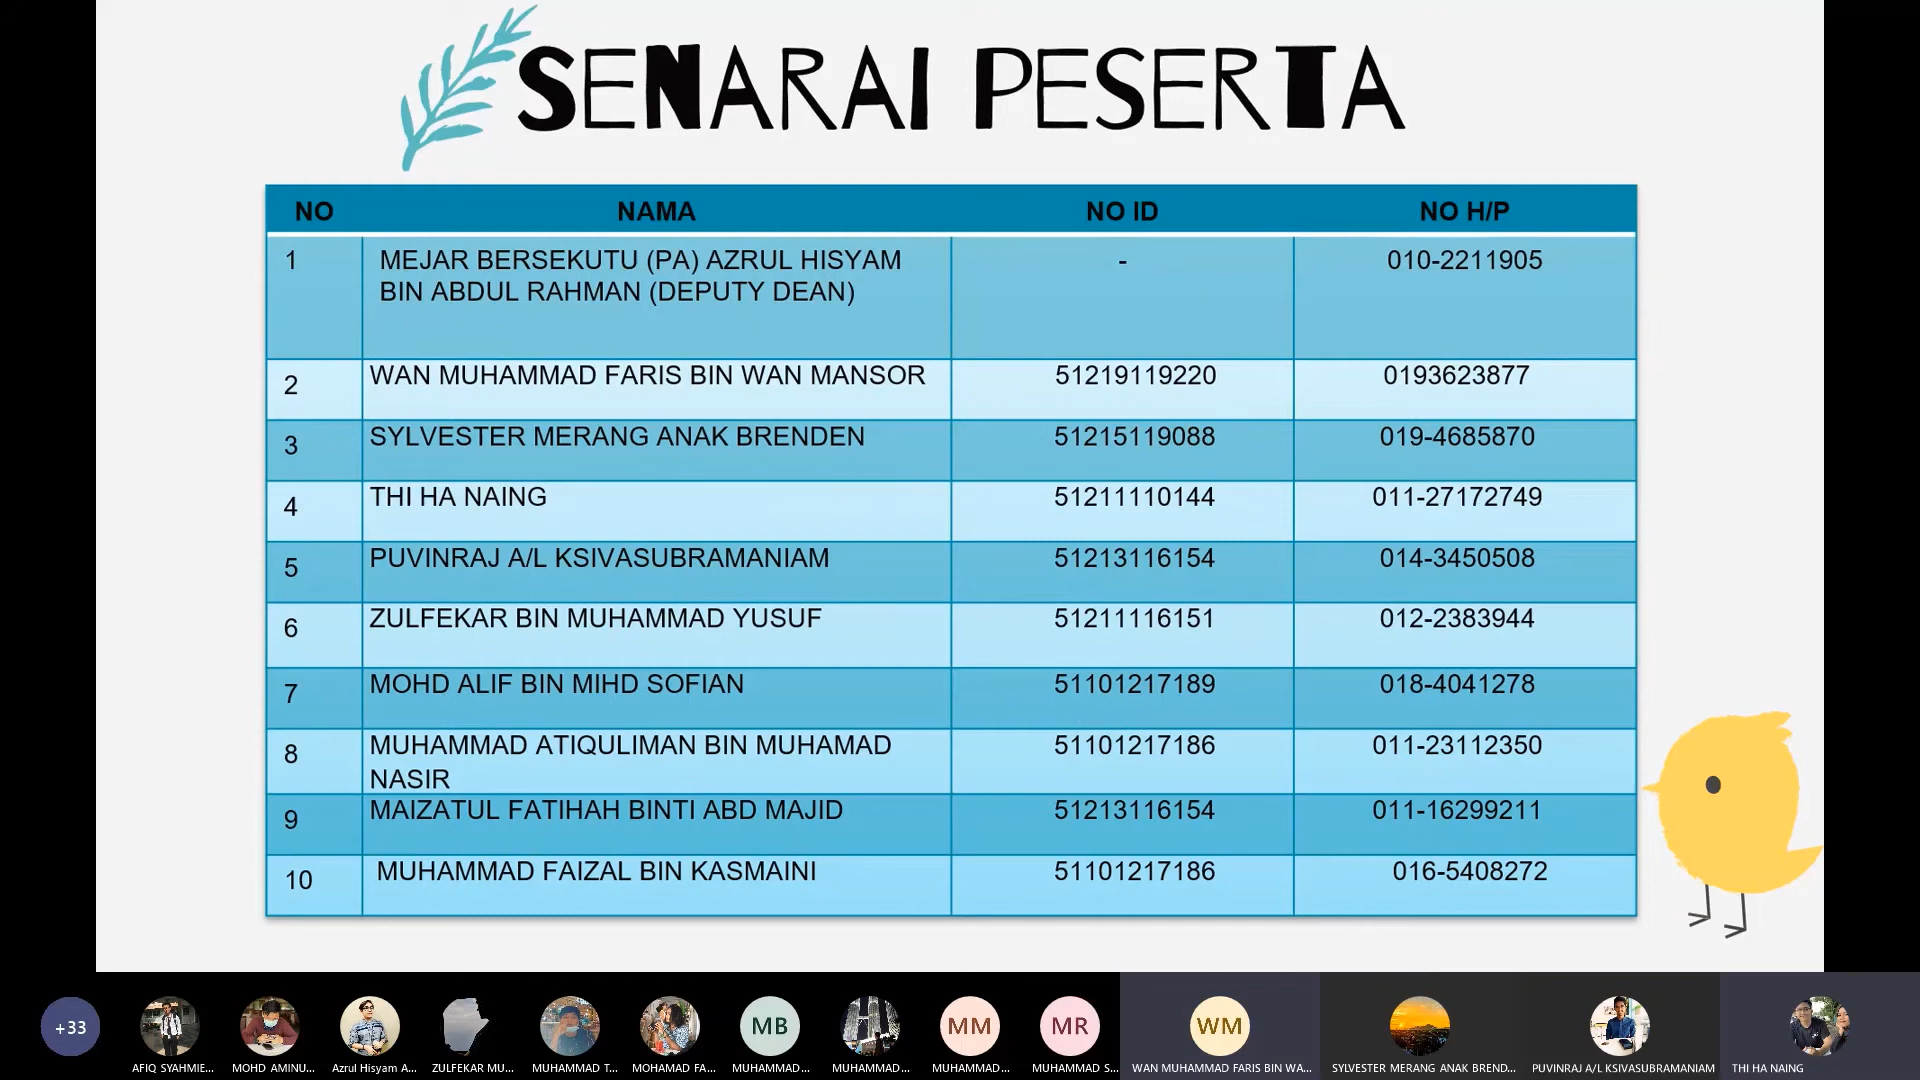 SENARAI PESERTA
NO NAMA NO ID NO H/P
1 MEJAR BERSEKUTU (PA) AZRUL HISYAM BIN ABDUL RAHMAN (DEPUTY DEAN) - 010-2211905
2 WAN MUHAMMAD FARIS BIN WAN MANSOR 51219119220 0193623877
3 SYLVESTER MERANG ANAK BRENDEN 51215119088 019-4685870
4 THI HA NAING 51211110144 011-27172749
5 PUVINRAJ A/L KSIVASUBRAMANIAM 51213116154 014-3450508
6 ZULFEKAR BIN MUHAMMAD YUSUF 51211116151 012-2383944
7 MOHD ALIF BIN MIHD SOFIAN 51101217189 018-4041278
8 MUHAMMAD ATIQULIMAN BIN MUHAMAD NASIR 51101217186 011-23112350
9 MAIZATUL FATIHAH BINTI ABD MAJID 51213116154 011-16299211
10 MUHAMMAD FAIZAL BIN KASMAINI 51101217186 016-5408272
+33 MB MM MR WM
AFIQ SYAHMIE... MOHD AMINU... Azrul Hisyam A... ZULFEKAR MU... MUHAMMAD T... MOHAMAD FA... MUHAMMAD... MUHAMMAD... MUHAMMAD... MUHAMMAD S... WAN MUHAMMAD FARIS BIN WA... SYLVESTER MERANG ANAK BREND... PUVINRAJ A/L KSIVASUBRAMANIAM THI HA NAING